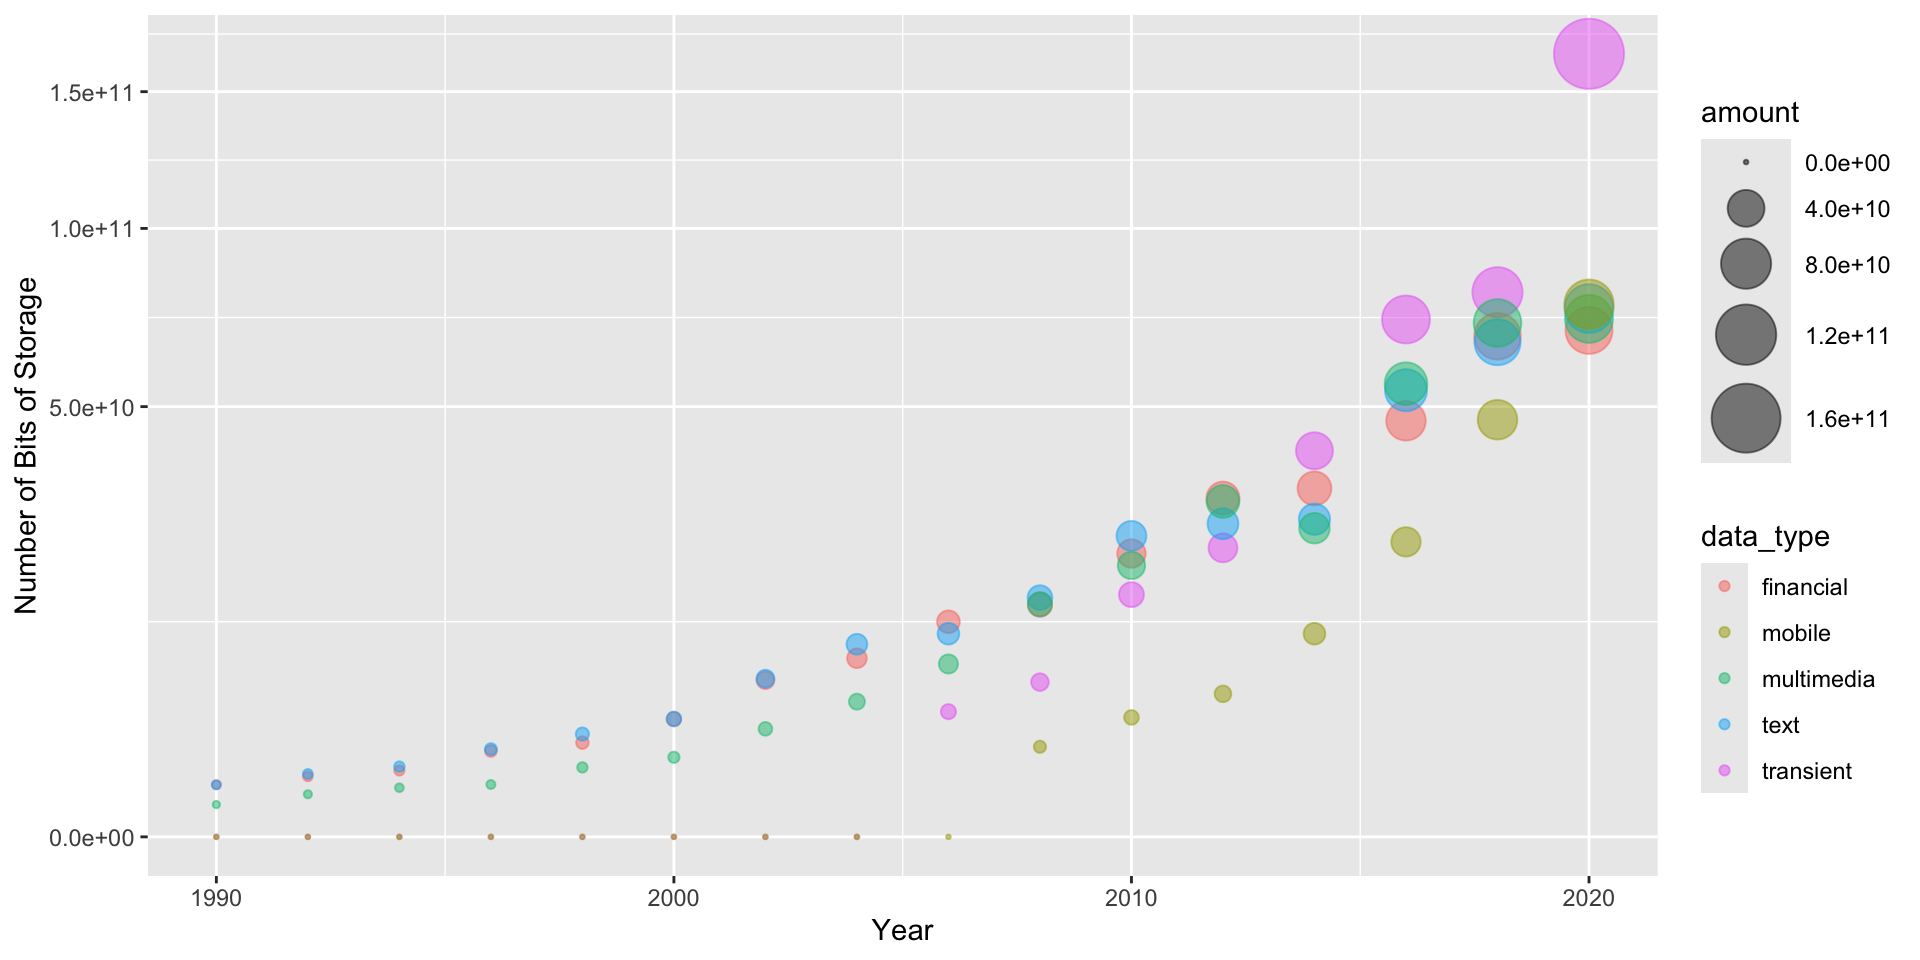 Number of Bits of Storage
1.5e+11
1.0e+11
5.0e+10
0.0e+00
1990
2000
2010
2020
Year
amount
0.0e+00
4.0e+10
8.0e+10
1.2e+11
1.6e+11
data_type
financial
mobile
multimedia
text
transient